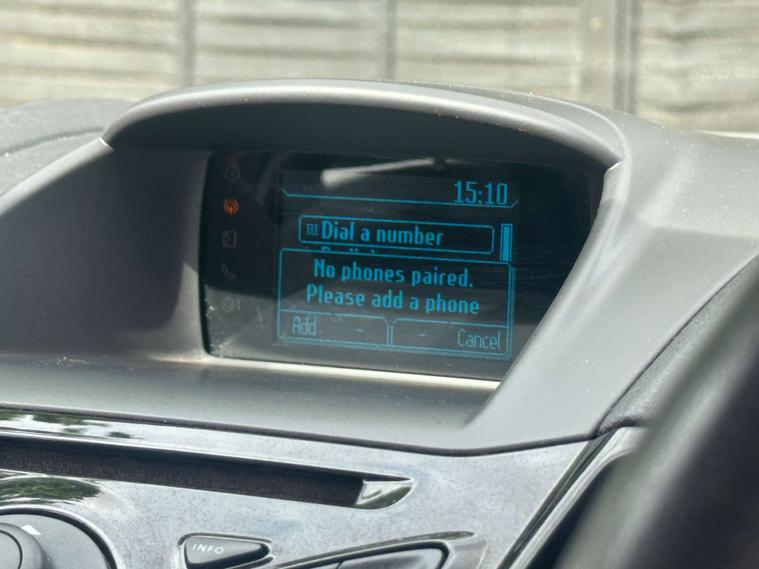 15:10
Dial a number
No phones paired.
Please add a phone
Add
Cancel
INFO